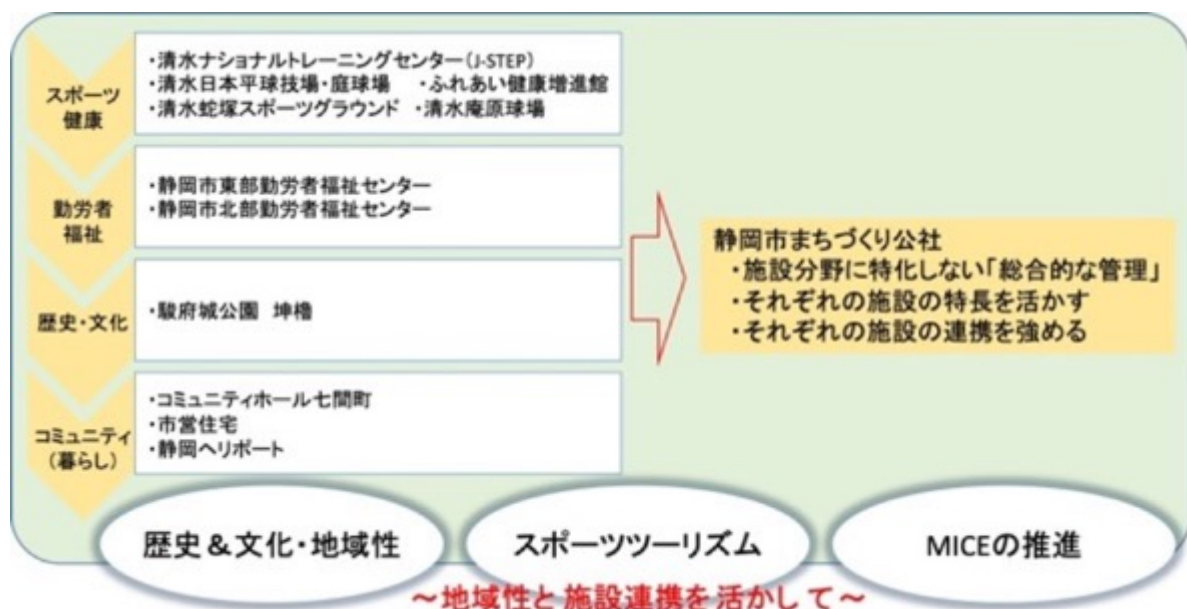 スポーツ
健康
・清水ナショナルトレーニングセンター(J-STEP)
・清水日本平球技場・庭球場 ・ふれあい健康増進館
・清水蛇塚スポーツグラウンド ・清水庵原球場
勤労者
福祉
・静岡市東部勤労者福祉センター
・静岡市北部勤労者福祉センター
歴史・文化
・駿府城公園 坤櫓
コミュニティ
(暮らし)
・コミュニティホール七間町
・市営住宅
・静岡ヘリポート
静岡市まちづくり公社
・施設分野に特化しない「総合的な管理」
・それぞれの施設の特長を活かす
・それぞれの施設の連携を強める
歴史&文化・地域性
スポーツツーリズム
MICEの推進
～地域性と施設連携を活かして～